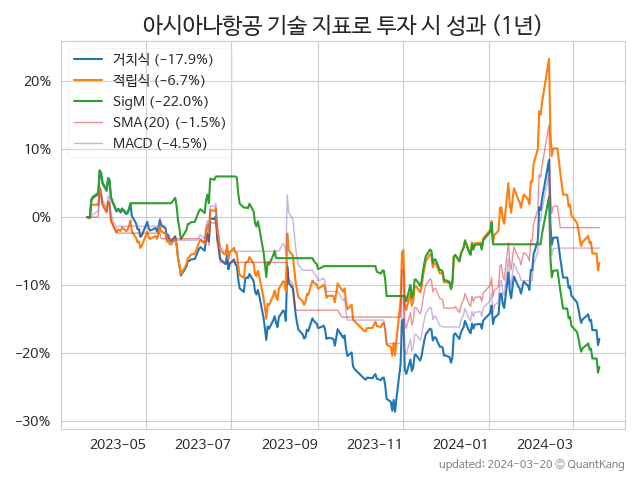 아시아나항공 기술 지표로 투자 시 성과 (1년)
거치식 (−17.9%)
적립식 (−6.7%)
SigM (−22.0%)
SMA(20) (−1.5%)
MACD (−4.5%)
20%
10%
0%
−10%
−20%
−30%
2023−05 2023−07 2023−09 2023−11 2024−01 2024−03
updated: 2024−03−20 © QuantKang